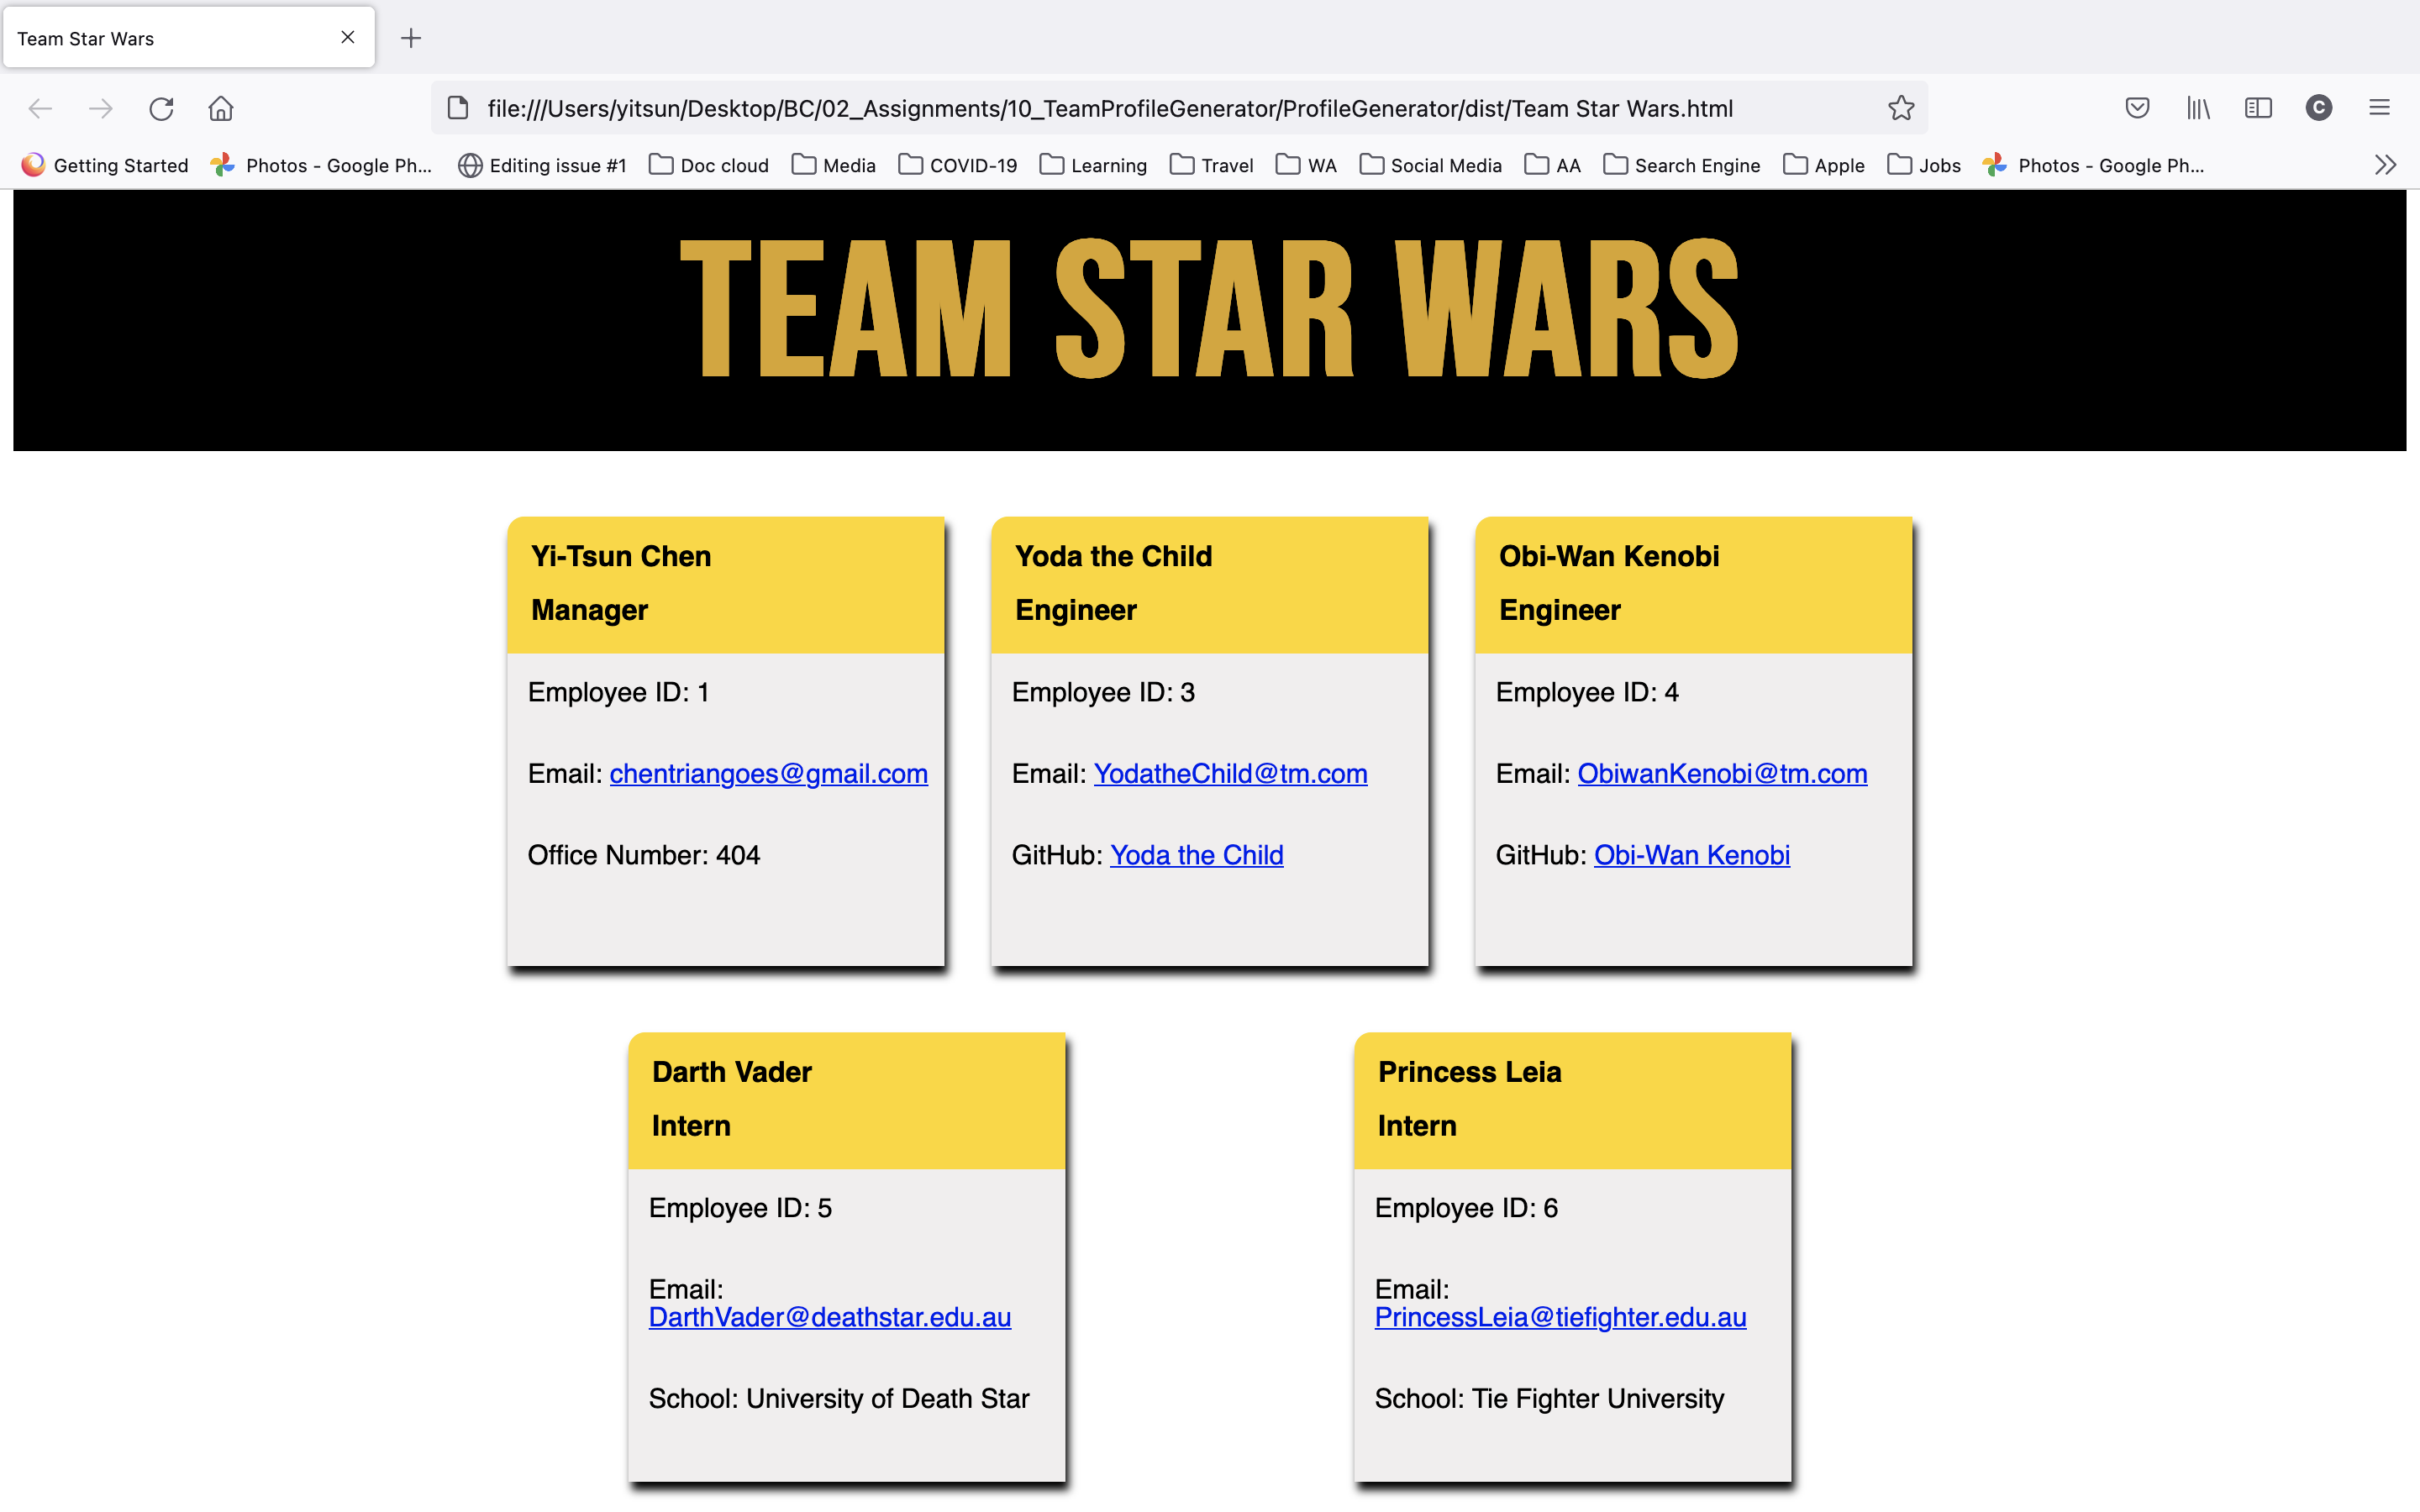 Team Star Wars
file:///Users/yitsun/Desktop/BC/02_Assignments/10_TeamProfileGenerator/ProfileGenerator/dist/Team Star Wars.html
C
Getting Started Photos - Google Ph... Editing issue #1 Doc cloud Media COVID-19 Learning Travel WA Social Media AA Search Engine Apple Jobs Photos - Google Ph...
TEAM STAR WARS
Yi-Tsun Chen
Manager
Employee ID: 1
Email: chentriangoes@gmail.com
Office Number: 404
Yoda the Child
Engineer
Employee ID: 3
Email: YodatheChild@tm.com
GitHub: Yoda the Child
Obi-Wan Kenobi
Engineer
Employee ID: 4
Email: ObiwanKenobi@tm.com
GitHub: Obi-Wan Kenobi
Darth Vader
Intern
Employee ID: 5
Email:
DarthVader@deathstar.edu.au
School: University of Death Star
Princess Leia
Intern
Employee ID: 6
Email:
PrincessLeia@tiefighter.edu.au
School: Tie Fighter University